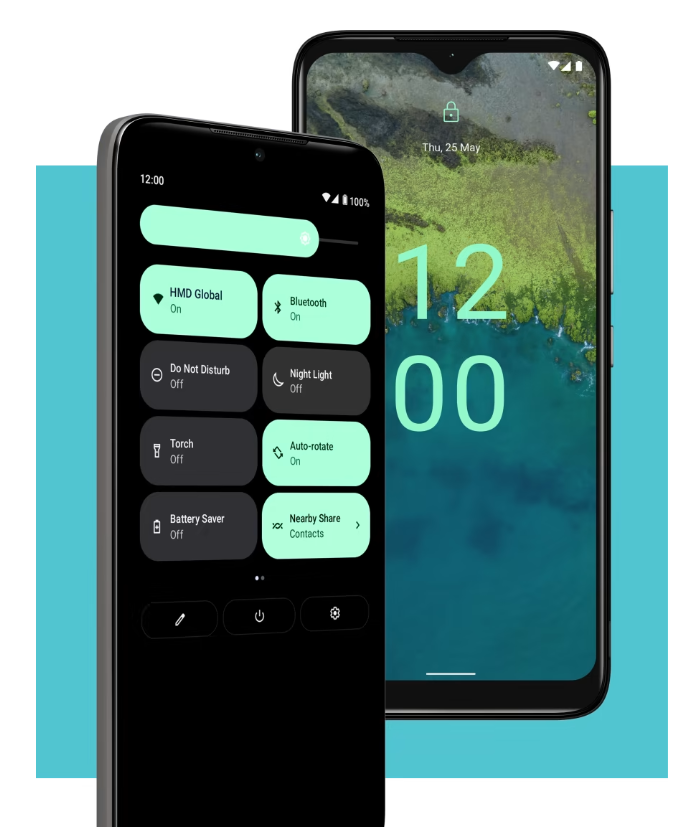 12:00
100%
HMD Global
On
Bluetooth
On
Do Not Disturb
Off
Night Light
Off
Torch
Off
Auto-rotate
On
Battery Saver
Off
Nearby Share
Contacts
Thu, 25 May
12
00